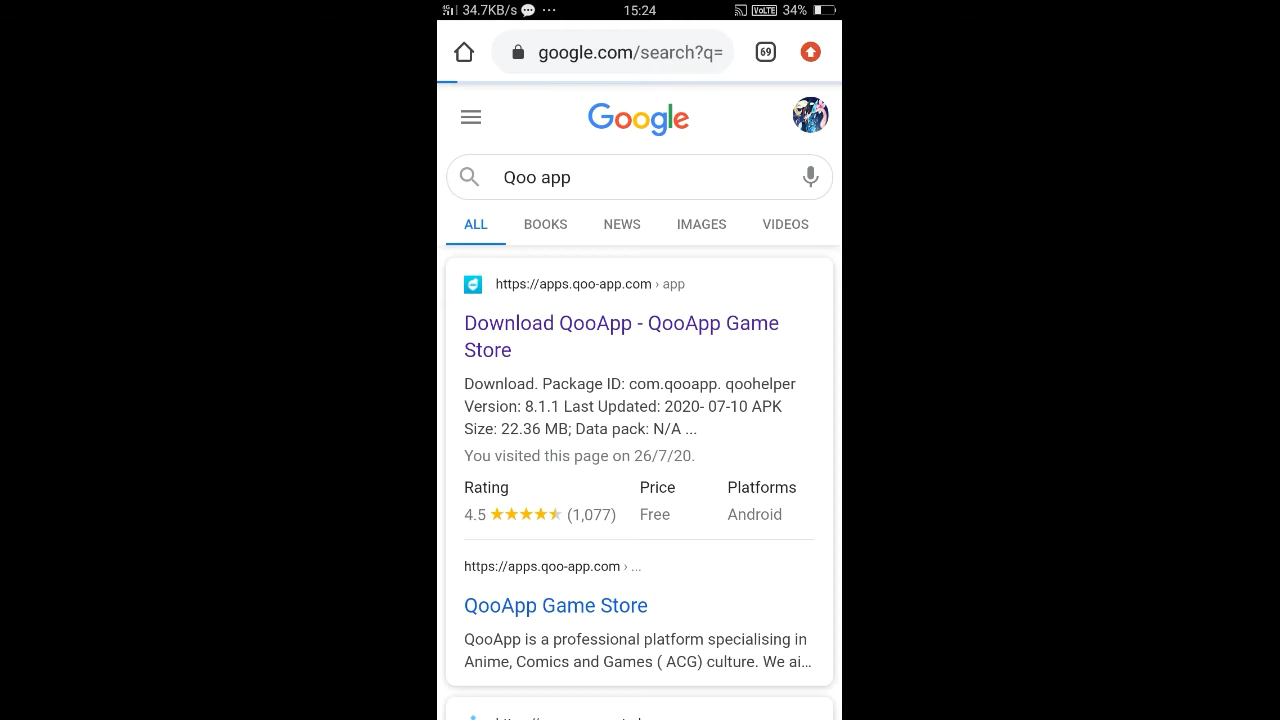 34.7KB/s ... 15:24 VoLTE 34%
google.com/search?q= 69
Google
Qoo app
ALL BOOKS NEWS IMAGES VIDEOS
https://apps.qoo-app.com › app
Download QooApp - QooApp Game
Store
Download. Package ID: com.qooapp. qoohelper
Version: 8.1.1 Last Updated: 2020- 07-10 APK
Size: 22.36 MB; Data pack: N/A ...
You visited this page on 26/7/20.
Rating Price Platforms
4.5 ★★★★★ (1,077) Free Android
https://apps.qoo-app.com › ...
QooApp Game Store
QooApp is a professional platform specialising in
Anime, Comics and Games ( ACG) culture. We ai...